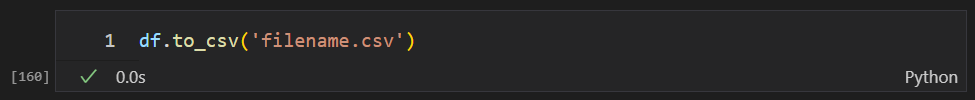 1 df.to_csv('filename.csv')
[160] 0.0s Python